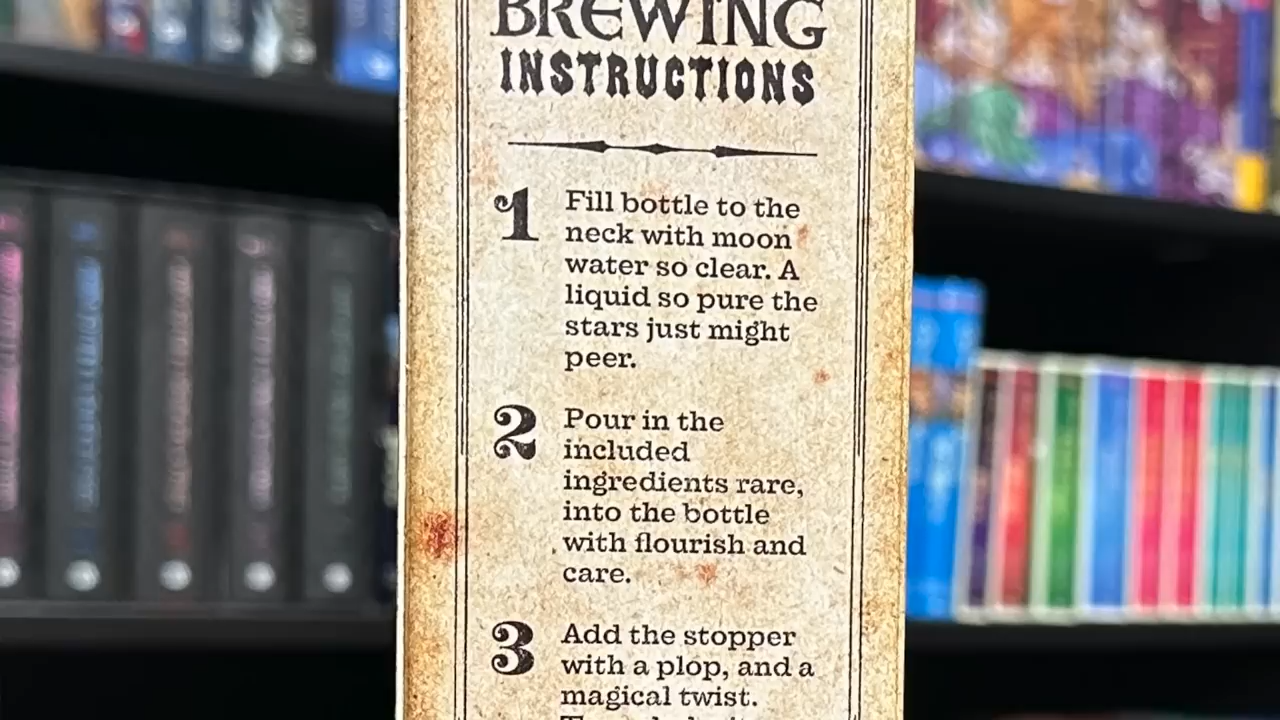 BREWING
INSTRUCTIONS
1 Fill bottle to the
neck with moon
water so clear. A
liquid so pure the
stars just might
peer.
2 Pour in the
included
ingredients rare,
into the bottle
with flourish and
care.
3 Add the stopper
with a plop, and a
magical twist.